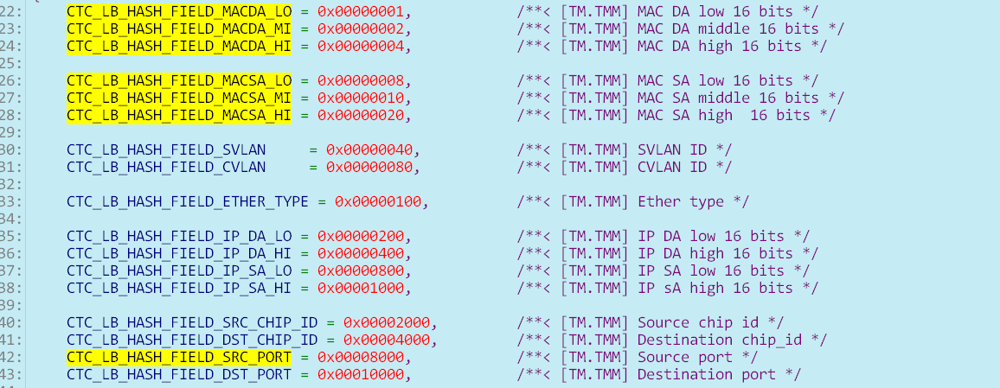 22: CTC_LB_HASH_FIELD_MACDA_LO = 0x00000001, /**< [TM.TMM] MAC DA low 16 bits */
23: CTC_LB_HASH_FIELD_MACDA_MI = 0x00000002, /**< [TM.TMM] MAC DA middle 16 bits */
24: CTC_LB_HASH_FIELD_MACDA_HI = 0x00000004, /**< [TM.TMM] MAC DA high 16 bits */
25:
26: CTC_LB_HASH_FIELD_MACSA_LO = 0x00000008, /**< [TM.TMM] MAC SA low 16 bits */
27: CTC_LB_HASH_FIELD_MACSA_MI = 0x00000010, /**< [TM.TMM] MAC SA middle 16 bits */
28: CTC_LB_HASH_FIELD_MACSA_HI = 0x00000020, /**< [TM.TMM] MAC SA high  16 bits */
29:
30: CTC_LB_HASH_FIELD_SVLAN     = 0x00000040, /**< [TM.TMM] SVLAN ID */
31: CTC_LB_HASH_FIELD_CVLAN     = 0x00000080, /**< [TM.TMM] CVLAN ID */
32:
33: CTC_LB_HASH_FIELD_ETHER_TYPE = 0x00000100, /**< [TM.TMM] Ether type */
34:
35: CTC_LB_HASH_FIELD_IP_DA_LO = 0x00000200, /**< [TM.TMM] IP DA low 16 bits */
36: CTC_LB_HASH_FIELD_IP_DA_HI = 0x00000400, /**< [TM.TMM] IP DA high 16 bits */
37: CTC_LB_HASH_FIELD_IP_SA_LO = 0x00000800, /**< [TM.TMM] IP SA low 16 bits */
38: CTC_LB_HASH_FIELD_IP_SA_HI = 0x00001000, /**< [TM.TMM] IP sA high 16 bits */
39:
40: CTC_LB_HASH_FIELD_SRC_CHIP_ID = 0x00002000, /**< [TM.TMM] Source chip id */
41: CTC_LB_HASH_FIELD_DST_CHIP_ID = 0x00004000, /**< [TM.TMM] Destination chip_id */
42: CTC_LB_HASH_FIELD_SRC_PORT = 0x00008000, /**< [TM.TMM] Source port */
43: CTC_LB_HASH_FIELD_DST_PORT = 0x00010000, /**< [TM.TMM] Destination port */